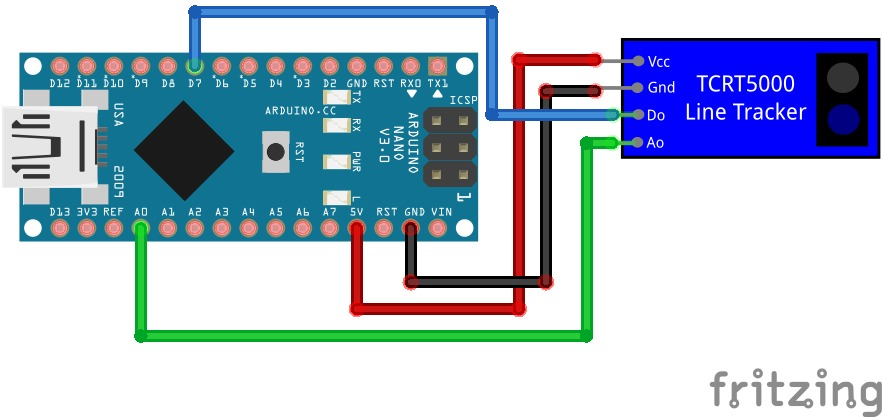 D12 D11 D10 D9 D8 D7 D6 D5 D4 D3 D2 GND RST RX0 TX1
USA
2009
ARDUINO.CC
RST
TX
RX
PWR
L
ARDUINO
NANO
V3.0
ICSP
1
D13 3V3 REF A0 A1 A2 A3 A4 A5 A6 A7 5V RST GND VIN
Vcc
Gnd
Do
Ao
TCRT5000
Line Tracker
fritzing